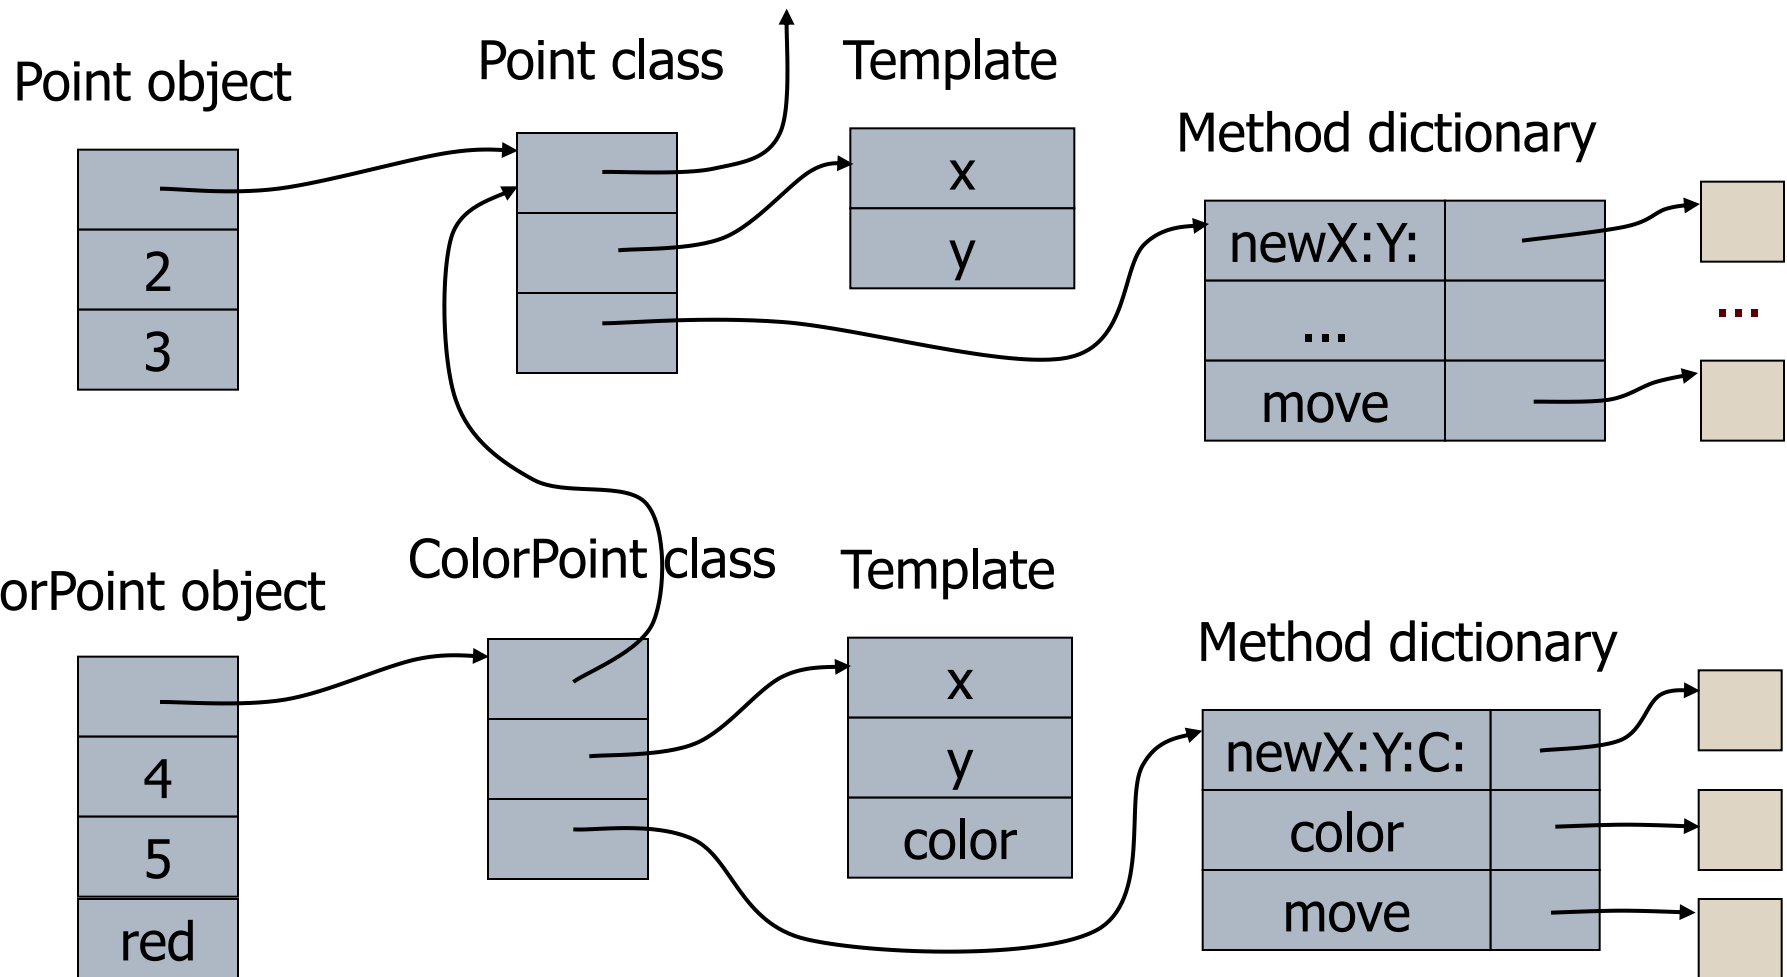 Point object
Point class
Template
Method dictionary
2
3
x
y
newX:Y:
...
move
...
orPoint object
ColorPoint class
Template
Method dictionary
4
5
red
x
y
color
newX:Y:C:
color
move